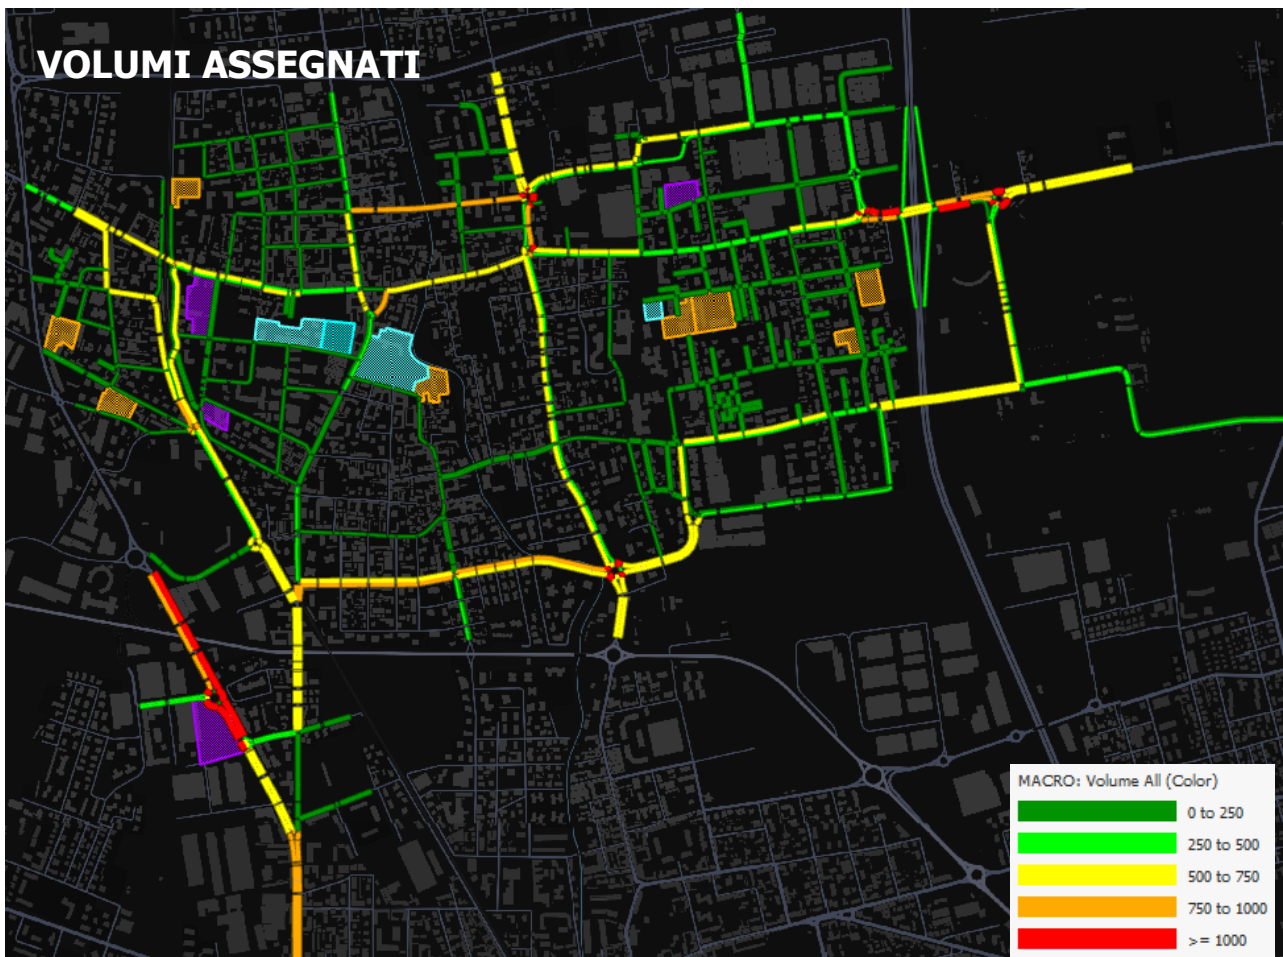 VOLUMI ASSEGNATI
MACRO: Volume All (Color)
0 to 250
250 to 500
500 to 750
750 to 1000
>= 1000